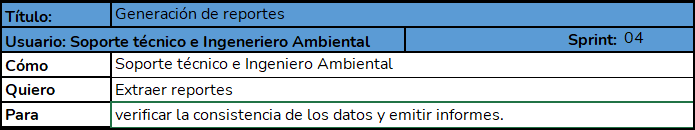 Título: Generación de reportes
Usuario: Soporte técnico e Ingeneriero Ambiental Sprint: 04
Cómo Soporte técnico e Ingeniero Ambiental
Quiero Extraer reportes
Para verificar la consistencia de los datos y emitir informes.